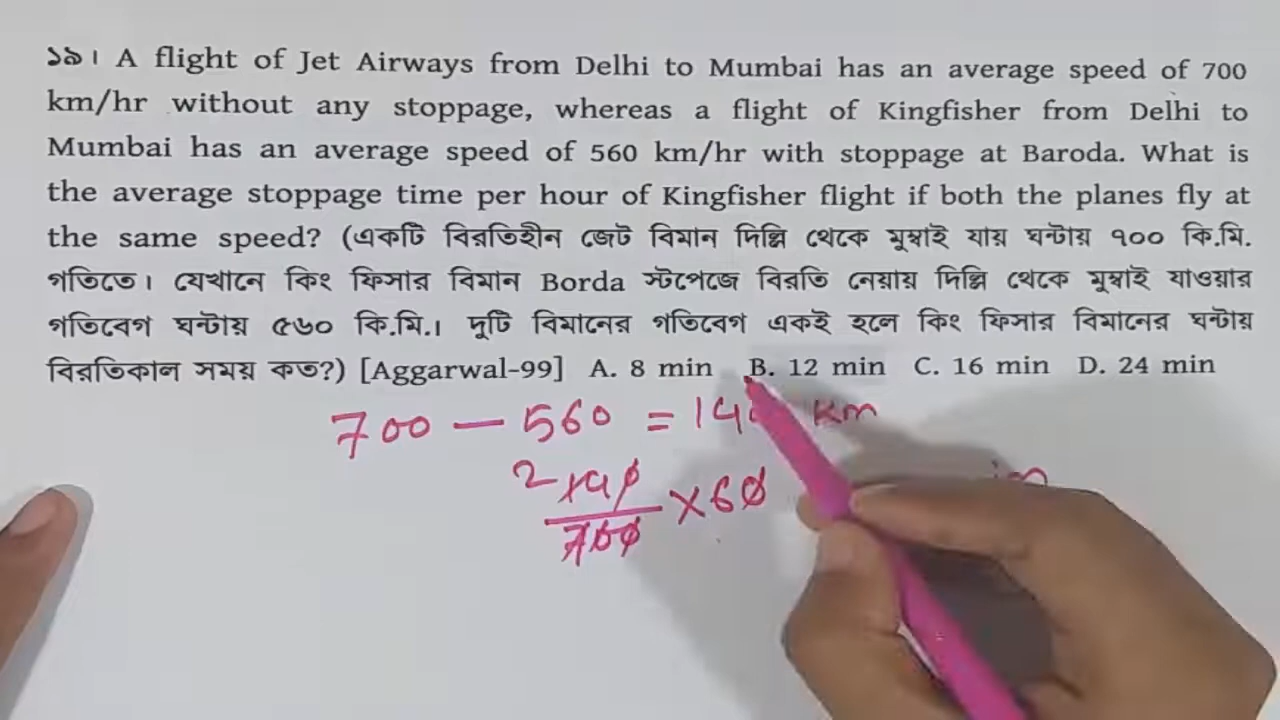 ১৯। A flight of Jet Airways from Delhi to Mumbai has an average speed of 700
km/hr without any stoppage, whereas a flight of Kingfisher from Delhi to
Mumbai has an average speed of 560 km/hr with stoppage at Baroda. What is
the average stoppage time per hour of Kingfisher flight if both the planes fly at
the same speed? (একটি বিরতিহীন জেট বিমান দিল্লি থেকে মুম্বাই যায় ঘন্টায় ৭০০ কি.মি.
গতিতে। যেখানে কিং ফিসার বিমান Borda স্টপেজে বিরতি নেয়ায় দিল্লি থেকে মুম্বাই যাওয়ার
গতিবেগ ঘন্টায় ৫৬০ কি.মি.। দুটি বিমানের গতিবেগ একই হলে কিং ফিসার বিমানের ঘন্টায়
বিরতিকাল সময় কত?) [Aggarwal-99] A. 8 min B. 12 min C. 16 min D. 24 min
700 — 560 = 14 km
2
140
700 × 60